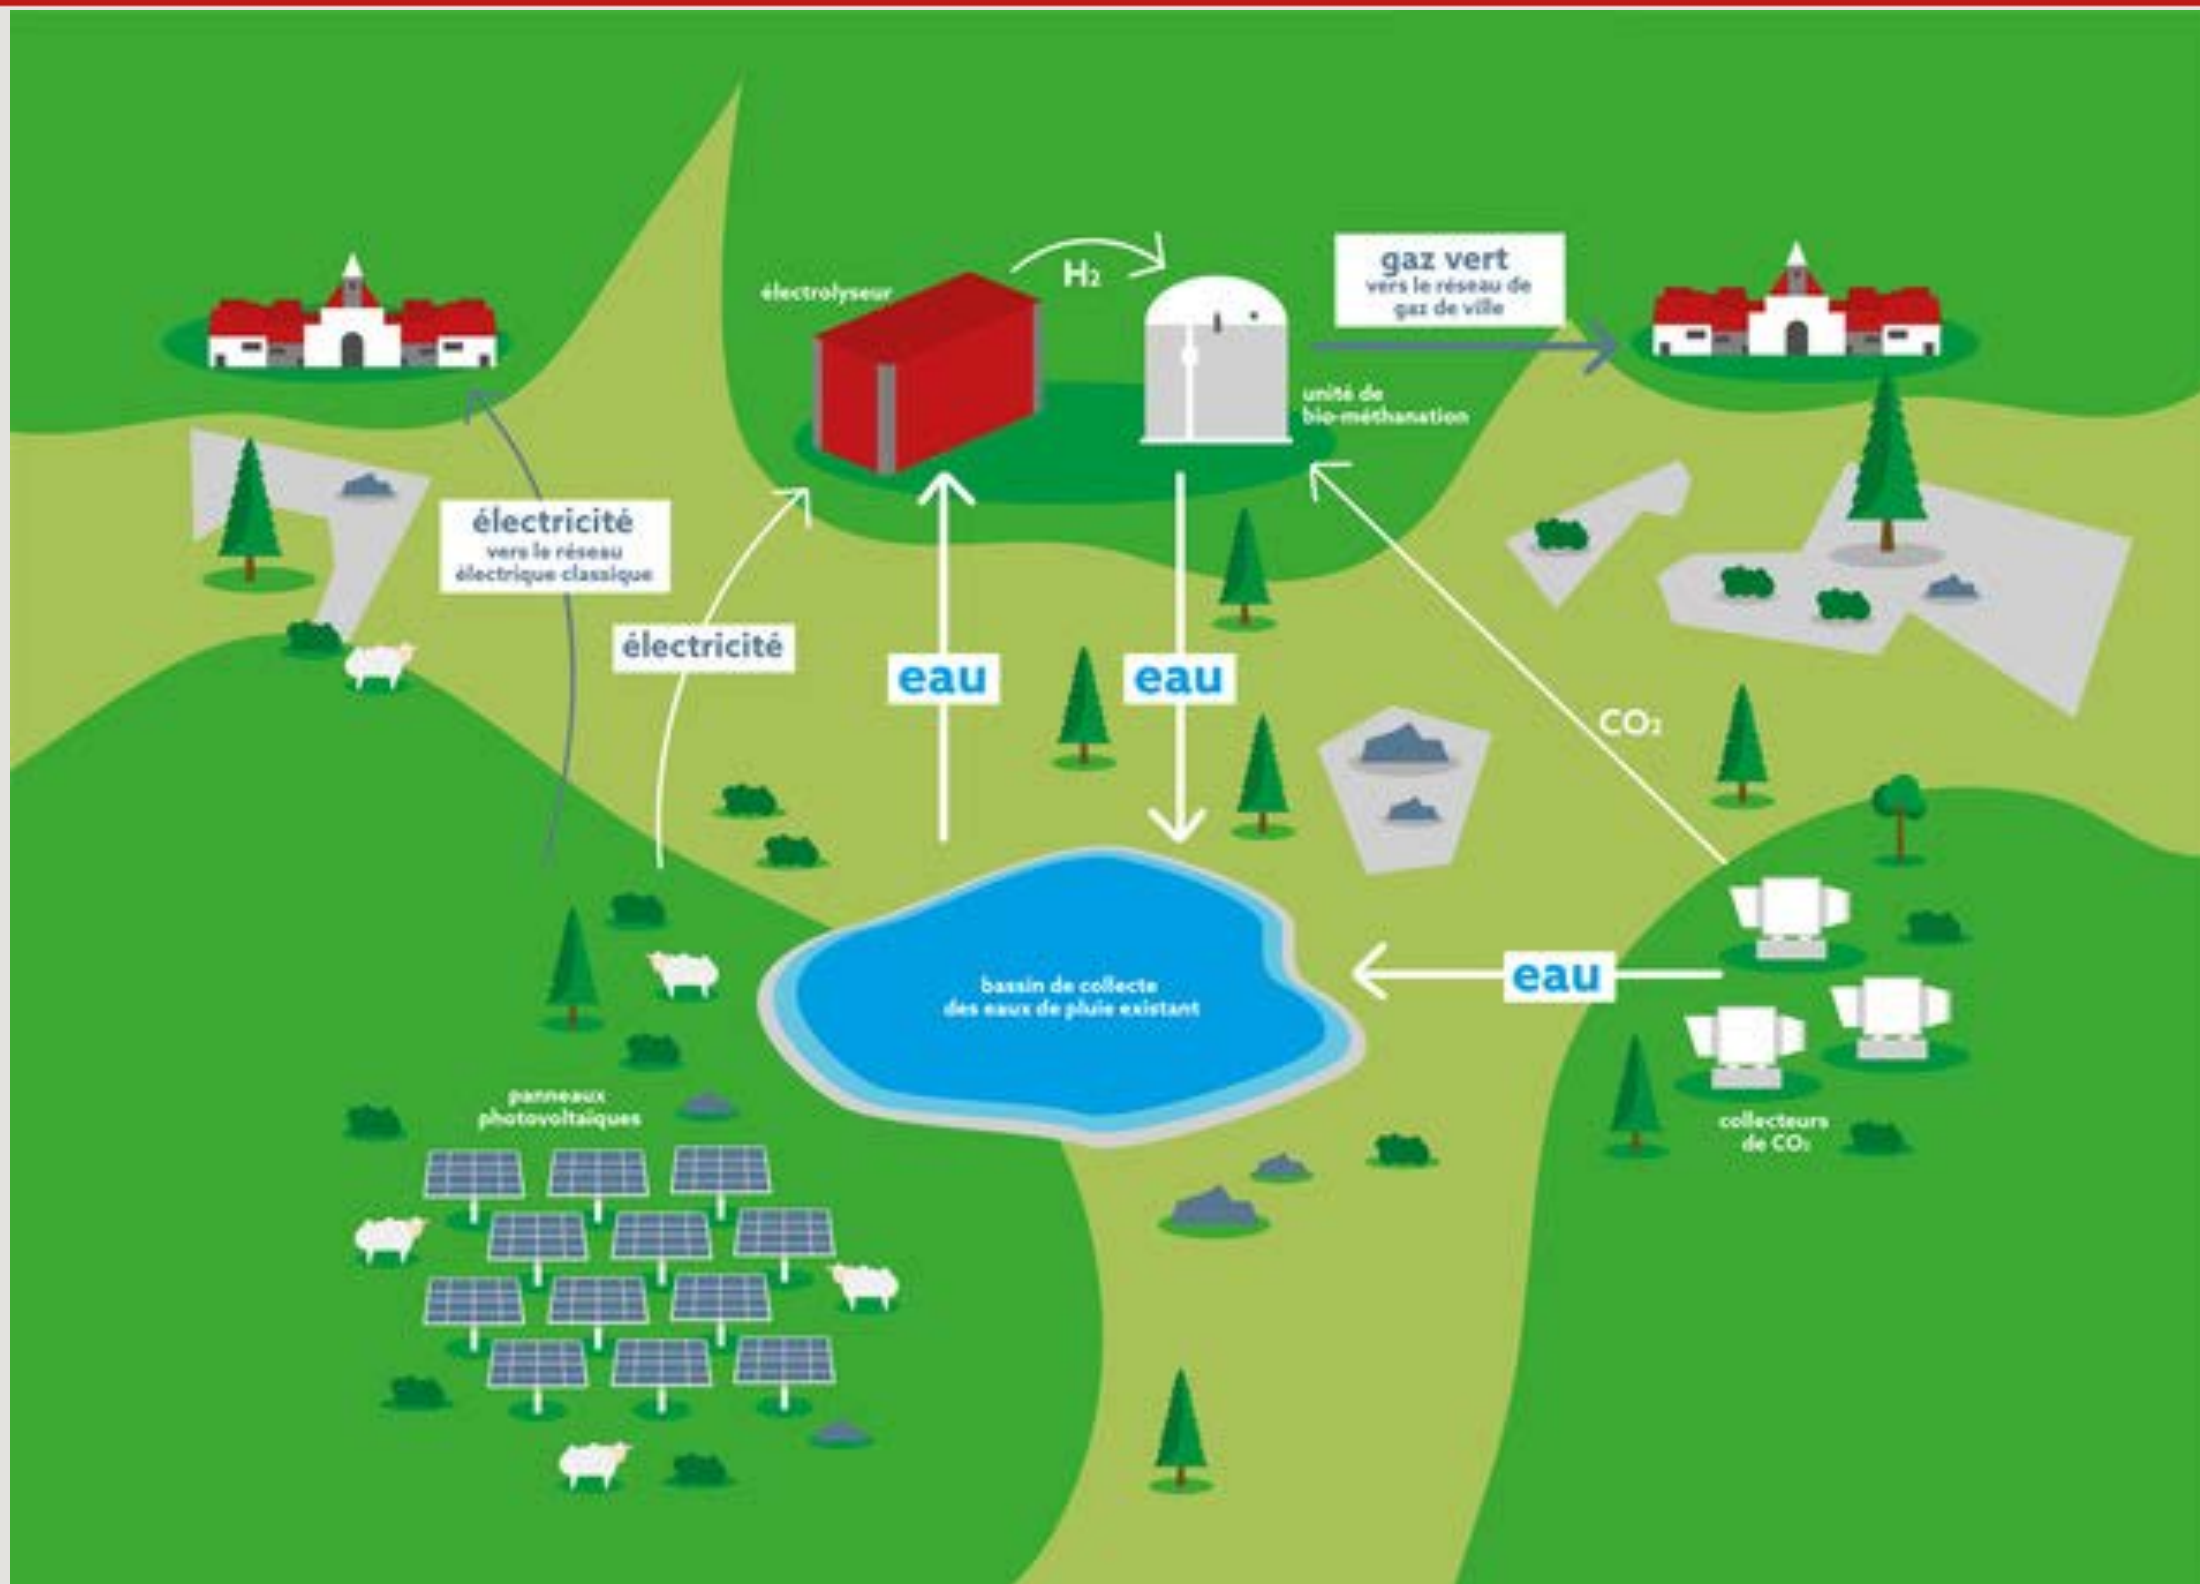 électrolyseur
H2
gaz vert
vers le réseau de
gaz de ville
unité de
bio-méthanation
électricité
vers le réseau
électrique classique
électricité
eau
eau
CO2
eau
bassin de collecte
des eaux de pluie existant
panneaux
photovoltaïques
collecteurs
de CO2